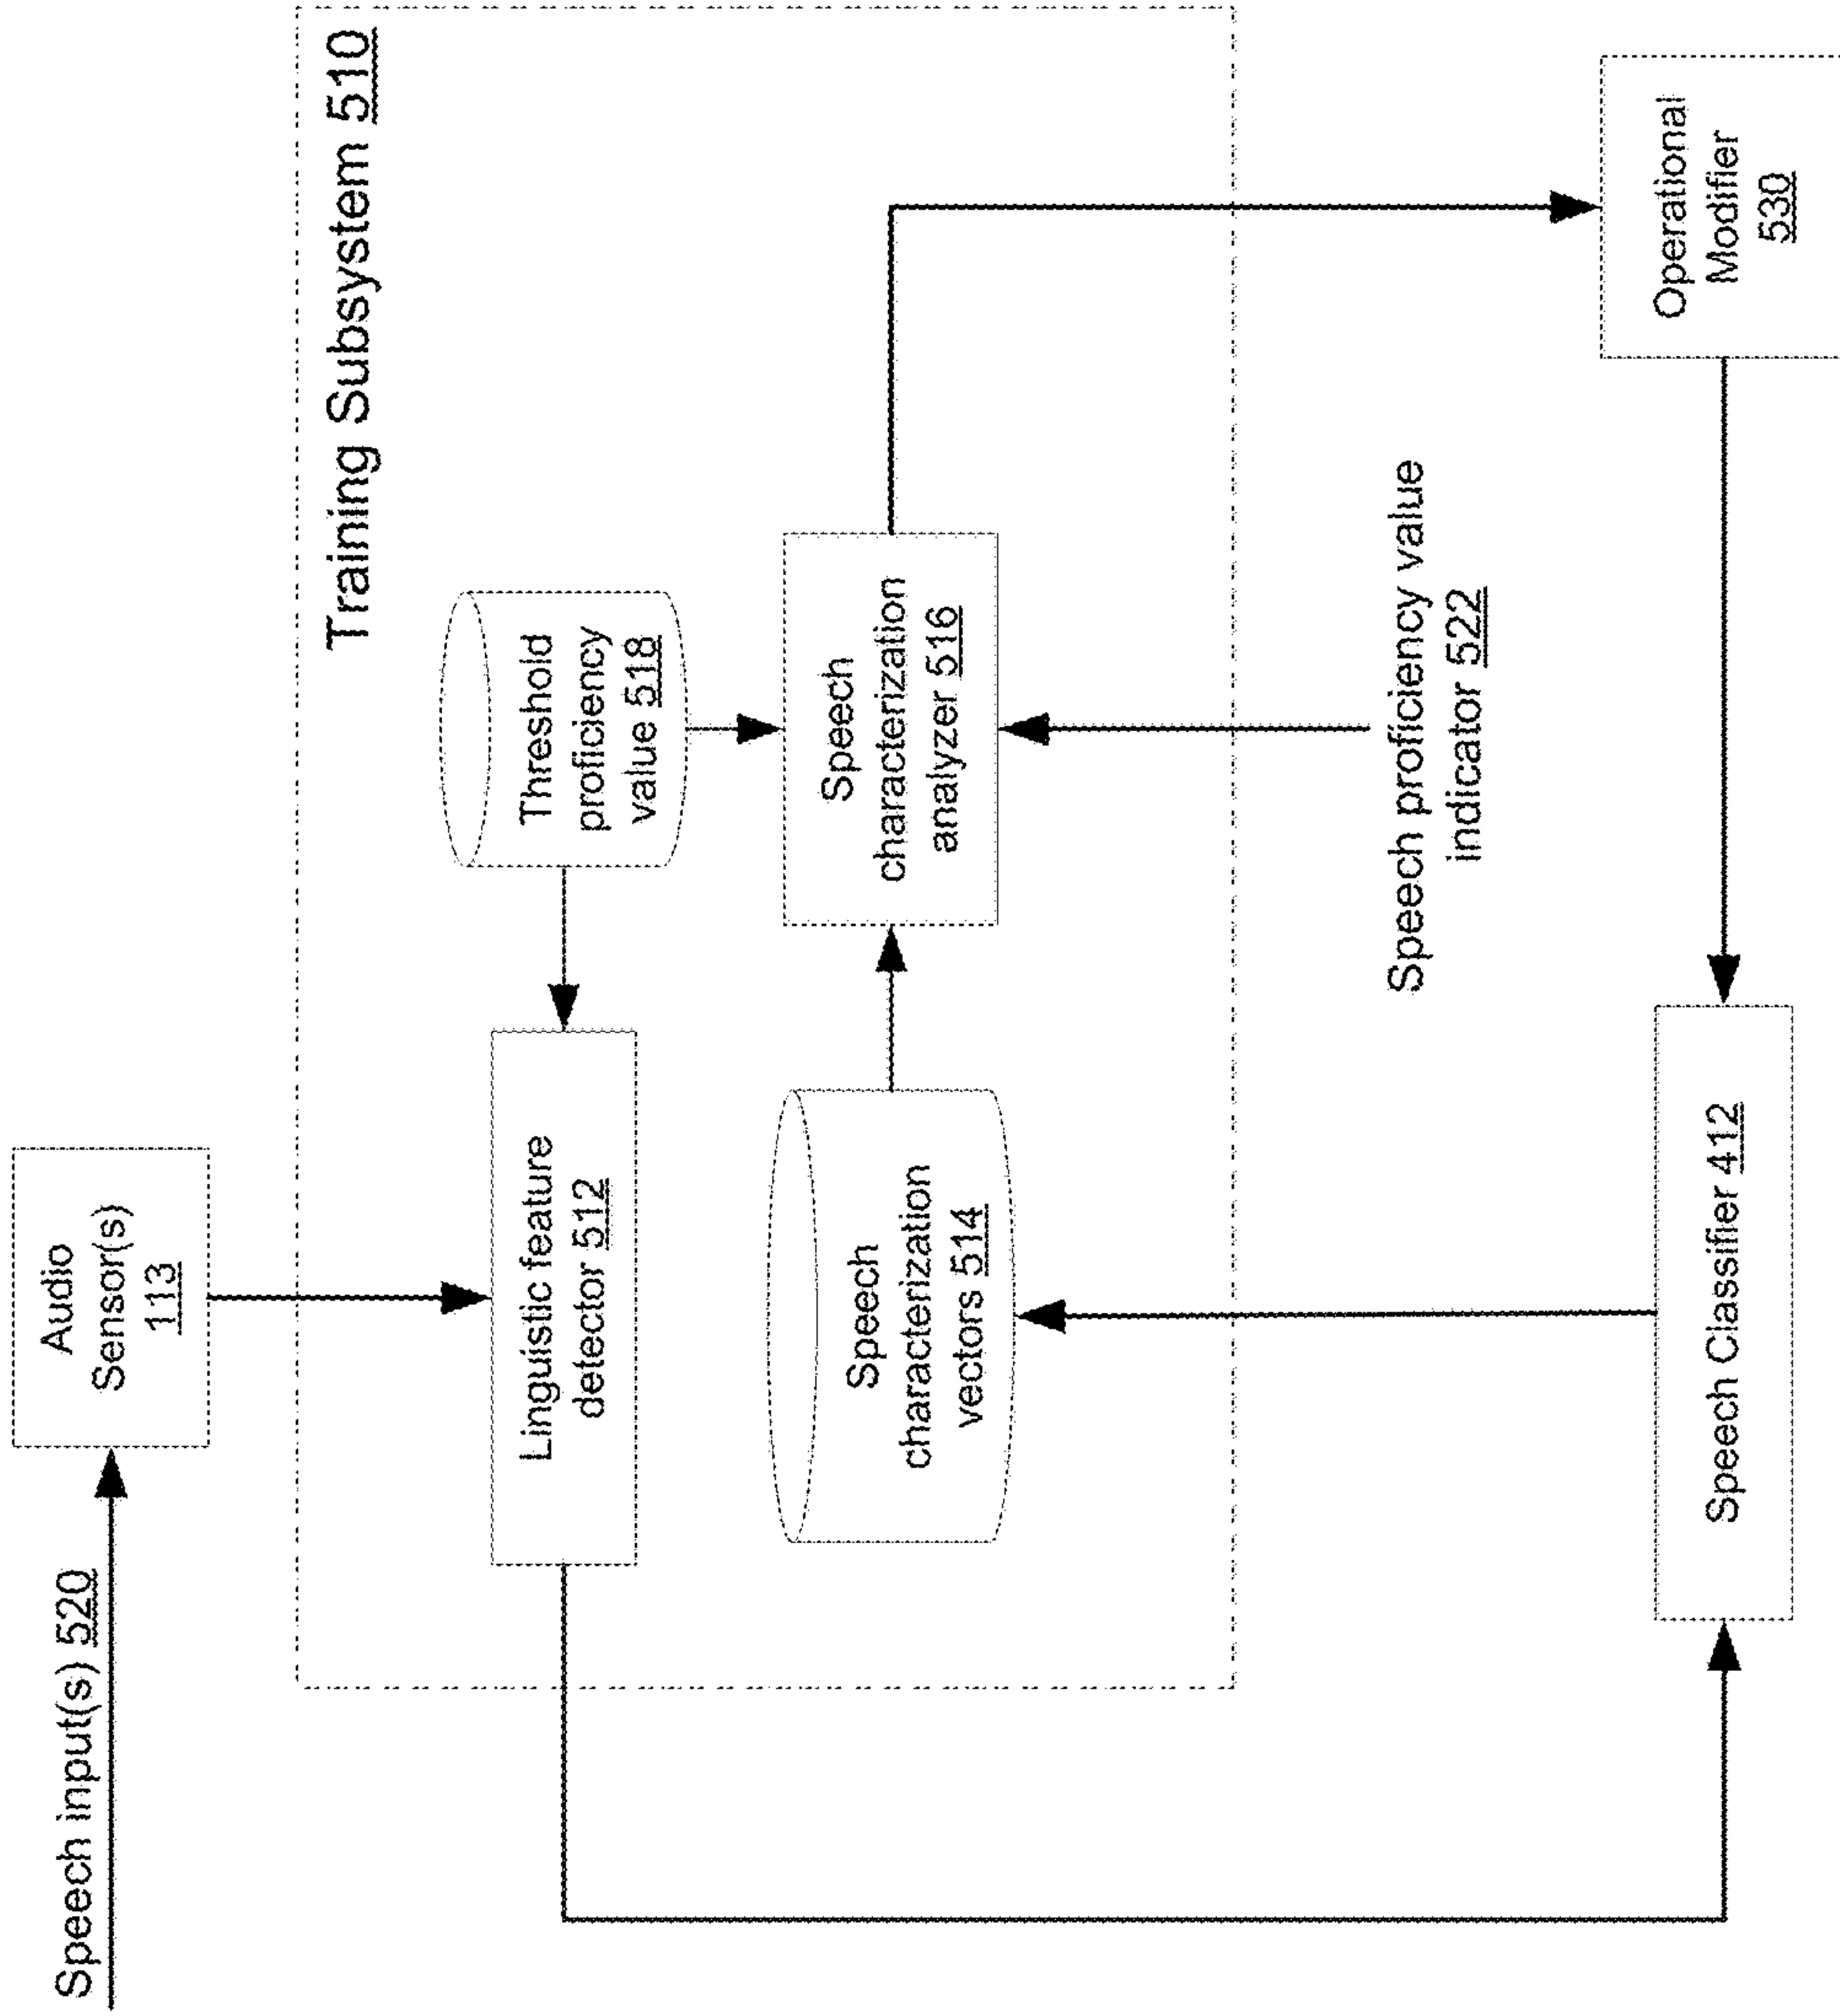 Speech input(s) 520
Audio
Sensor(s)
113
Training Subsystem 510
Linguistic feature
detector 512
Threshold
proficiency
value 518
Speech
characterization
vectors 514
Speech
characterization
analyzer 516
Speech proficiency value
indicator 522
Speech Classifier 412
Operational
Modifier
530